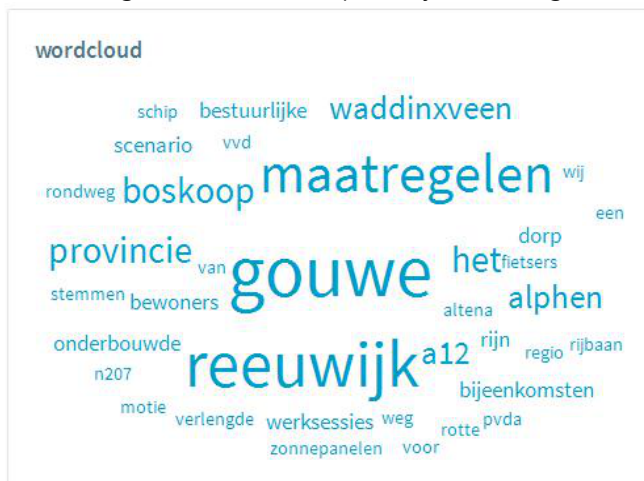 wordcloud
schip bestuurlijke waddinxveen
scenario vvd
rondweg boskoop maatregelen wij
een
provincie van gouwe het dorp
fietsers
stemmen bewoners altena alphen
onderbouwde reeuwijk a12 rijn regio rijbaan
n207 bijeenkomsten
motie verlengde werksessies weg rotte pvda
zonnepanelen voor